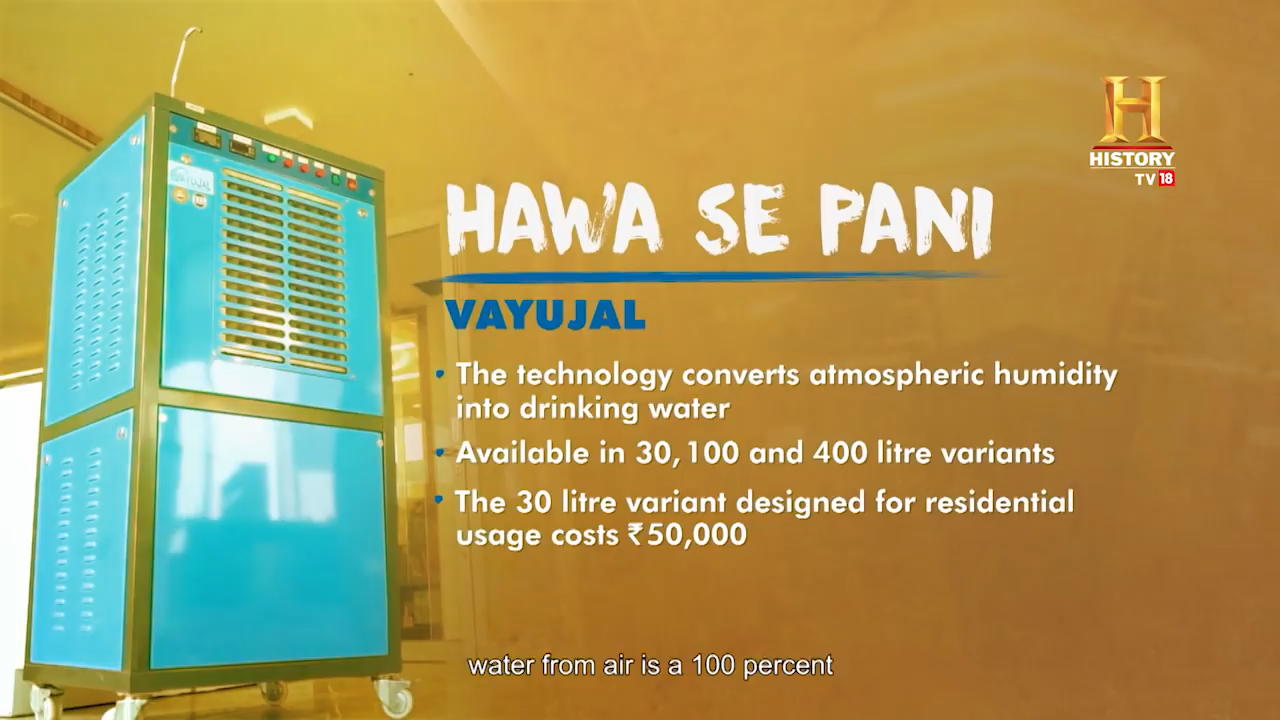 H
HISTORY
TV18
VAYUJAL
HAWA SE PANI
VAYUJAL
• The technology converts atmospheric humidity
into drinking water
• Available in 30,100 and 400 litre variants
• The 30 litre variant designed for residential
usage costs ₹50,000
water from air is a 100 percent